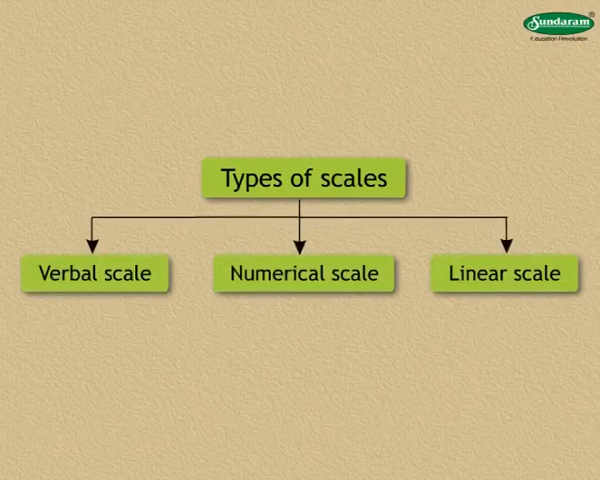 Sundaram®
Education Revolution
Types of scales
Verbal scale
Numerical scale
Linear scale